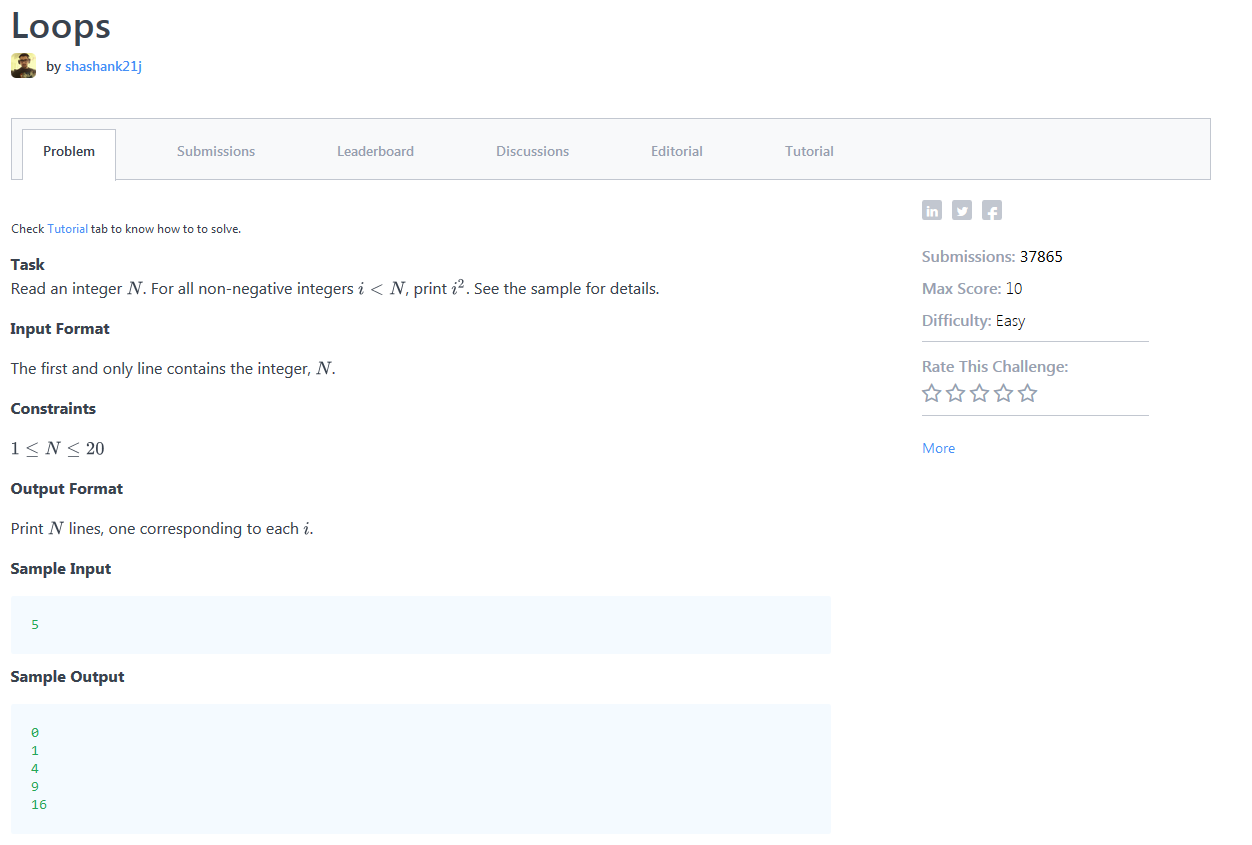 Loops
by shashank21j
Problem Submissions Leaderboard Discussions Editorial Tutorial
Check Tutorial tab to know how to to solve.
Task
Read an integer N. For all non-negative integers i < N, print i². See the sample for details.
Input Format
The first and only line contains the integer, N.
Constraints
1 ≤ N ≤ 20
Output Format
Print N lines, one corresponding to each i.
Sample Input
5
Sample Output
0
1
4
9
16
in
Submissions: 37865
Max Score: 10
Difficulty: Easy
Rate This Challenge:
More